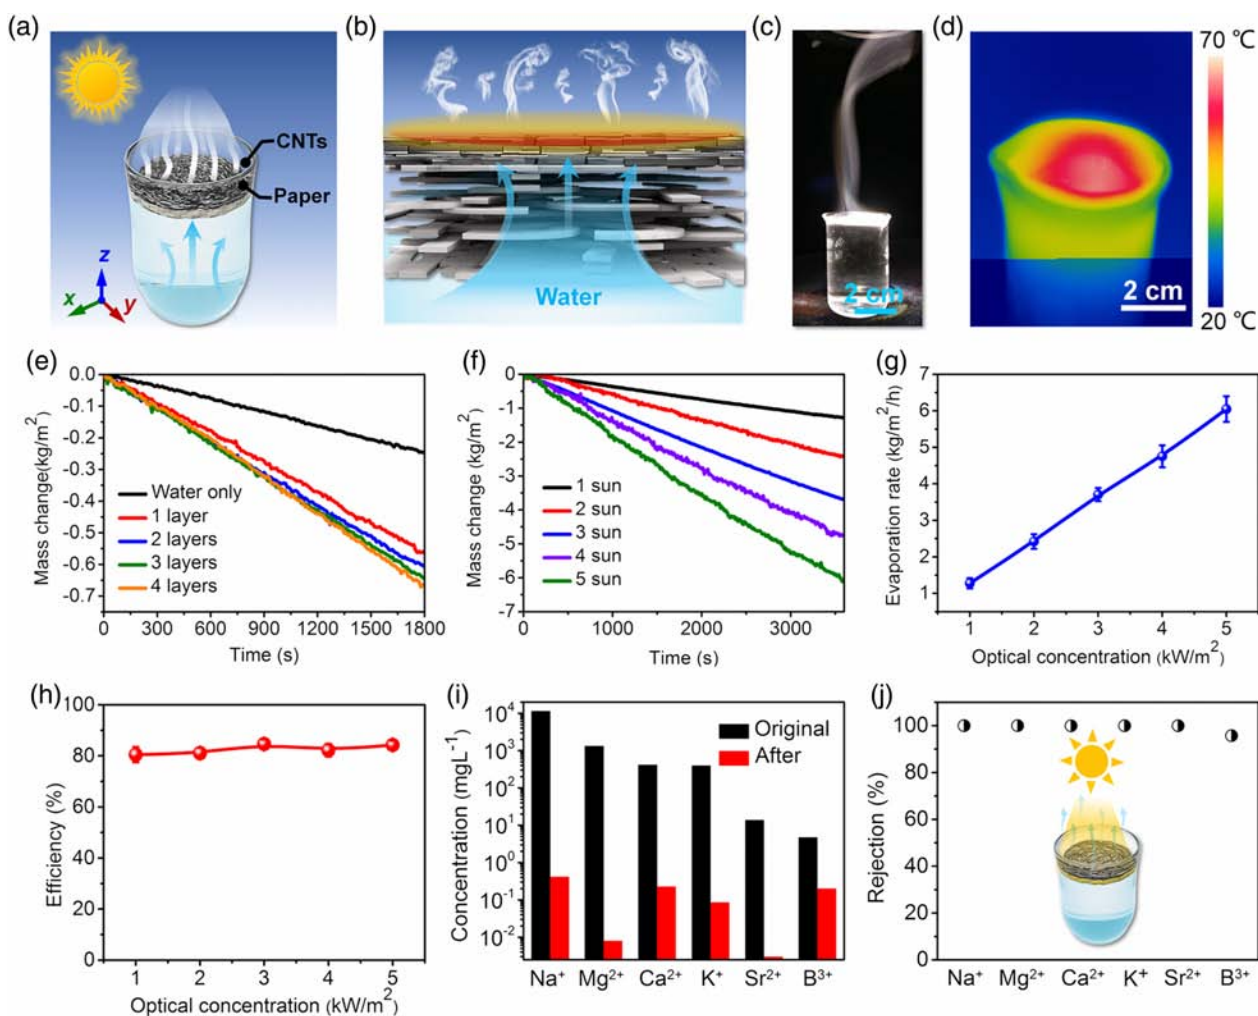 (a)
CNTs
Paper
z
x
y
(b)
Water
(c)
2 cm
(d)
70 ℃
2 cm
20 ℃
(e)
0.0
-0.1
-0.2
-0.3
-0.4
-0.5
-0.6
-0.7
Mass change(kg/m²)
Water only
1 layer
2 layers
3 layers
4 layers
0 300 600 900 1200 1500 1800
Time (s)
(f)
0
-1
-2
-3
-4
-5
-6
-7
Mass change (kg/m²)
1 sun
2 sun
3 sun
4 sun
5 sun
0 1000 2000 3000
Time (s)
(g)
7
6
5
4
3
2
1
Evaporation rate (kg/m²/h)
1 2 3 4 5
Optical concentration (kW/m²)
(h)
100
80
60
40
20
0
Efficiency (%)
1 2 3 4 5
Optical concentration (kW/m²)
(i)
10⁴
10³
10²
10¹
10⁰
10⁻¹
10⁻²
Concentration (mgL⁻¹)
Original
After
Na⁺ Mg²⁺ Ca²⁺ K⁺ Sr²⁺ B³⁺
(j)
100
80
60
40
20
0
Rejection (%)
Na⁺ Mg²⁺ Ca²⁺ K⁺ Sr²⁺ B³⁺